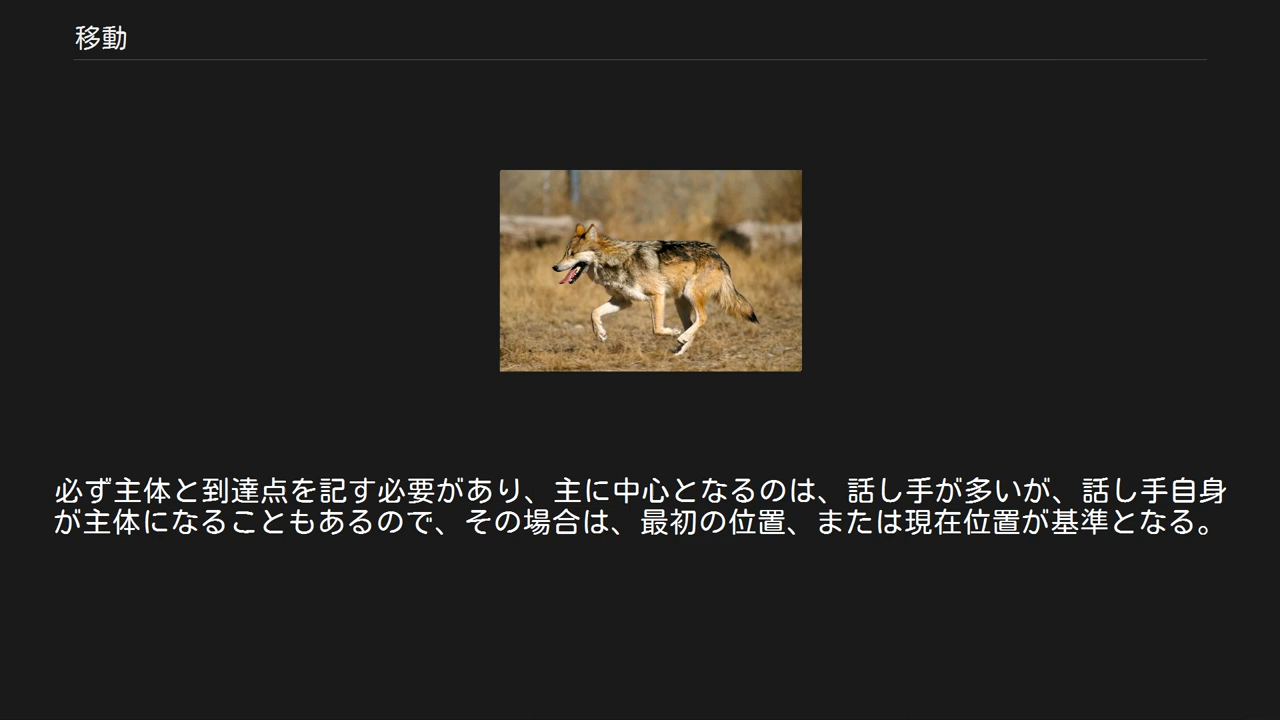 移動
必ず主体と到達点を記す必要があり、主に中心となるのは、話し手が多いが、話し手自身
が主体になることもあるので、その場合は、最初の位置、または現在位置が基準となる。